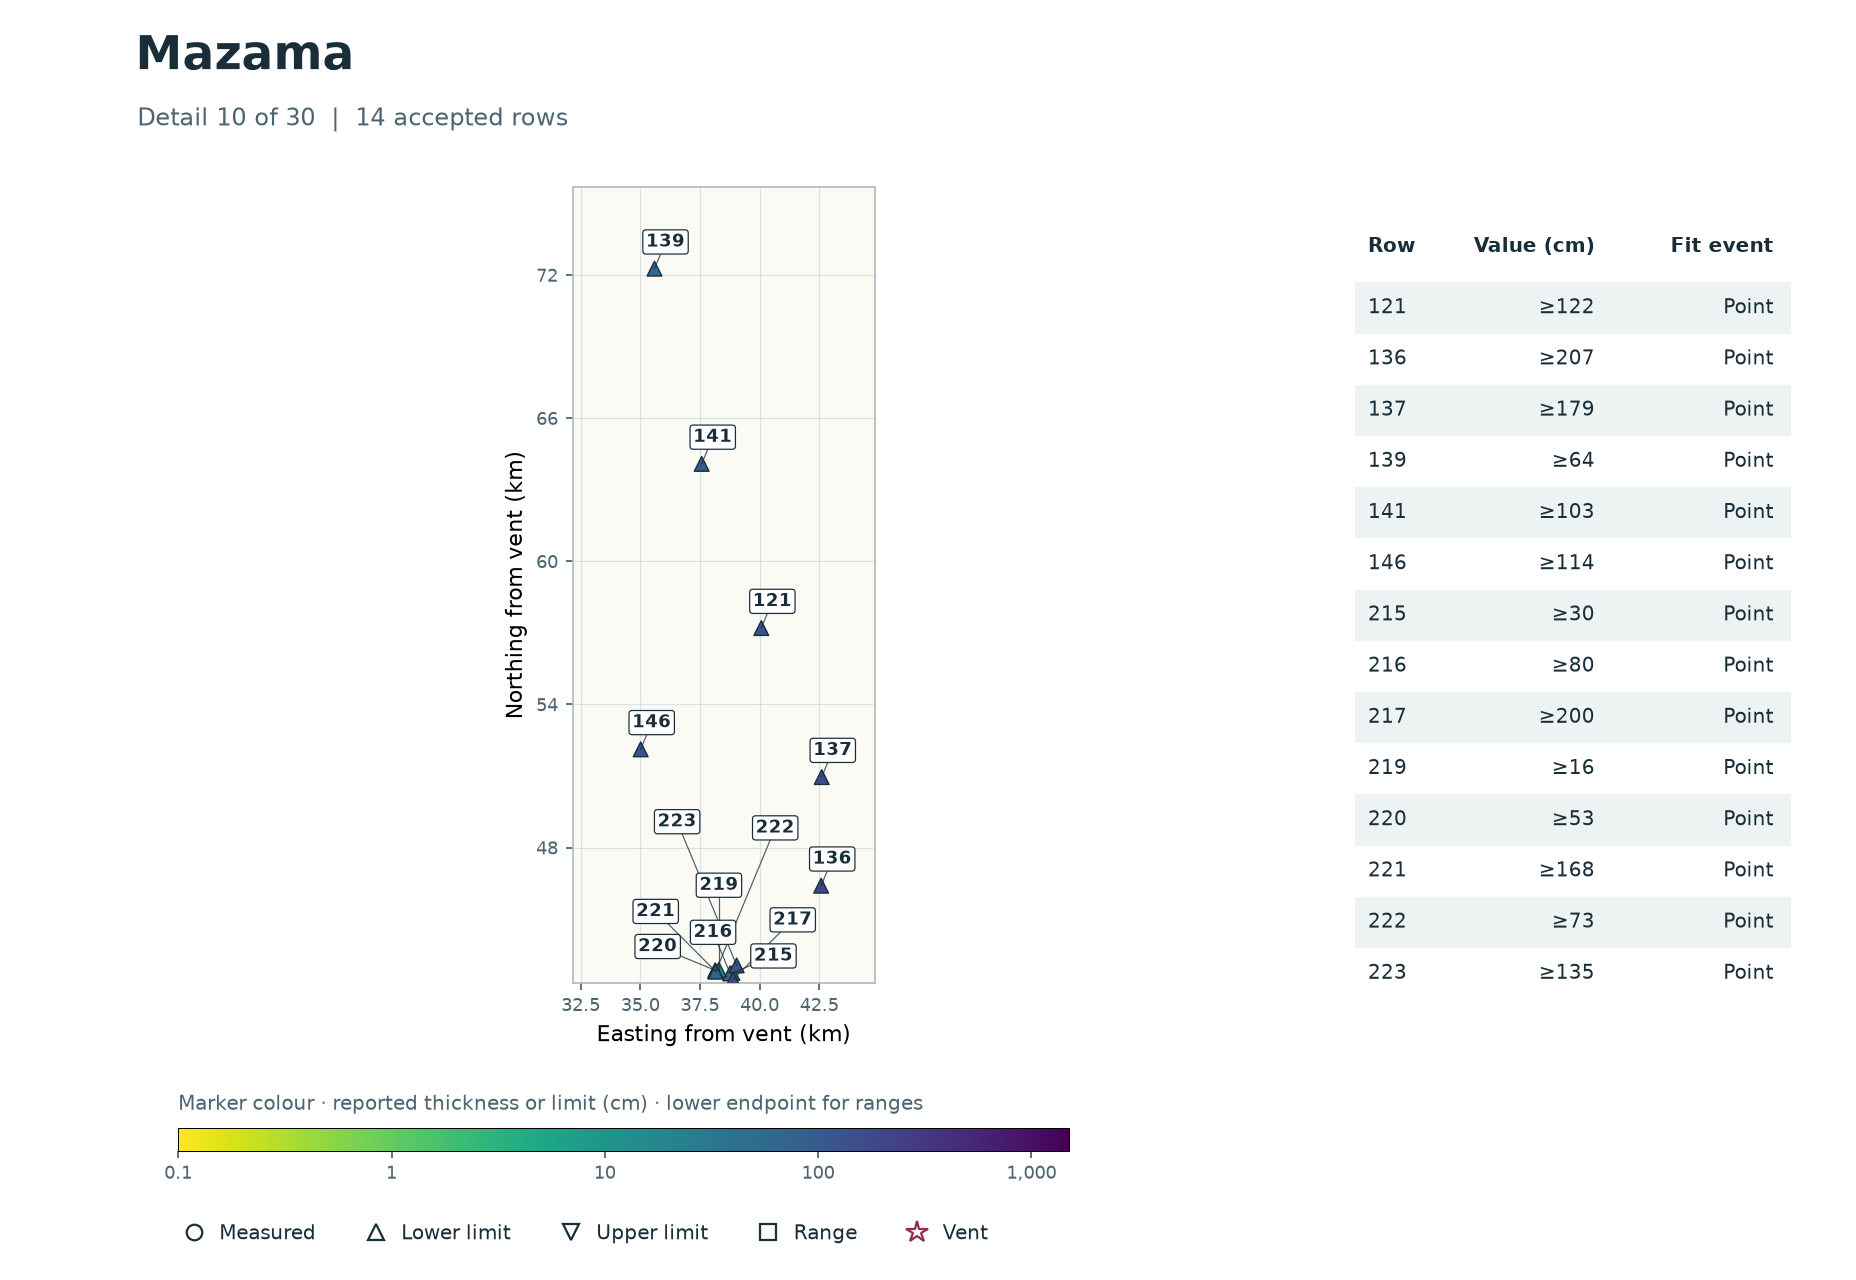 Mazama
Detail 10 of 30 | 14 accepted rows
139
141
121
146
137
223
222
136
219
221
217
216
220
215
72
66
60
54
48
Northing from vent (km)
32.5 35.0 37.5 40.0 42.5
Easting from vent (km)
Row Value (cm) Fit event
121 ≥122 Point
136 ≥207 Point
137 ≥179 Point
139 ≥64 Point
141 ≥103 Point
146 ≥114 Point
215 ≥30 Point
216 ≥80 Point
217 ≥200 Point
219 ≥16 Point
220 ≥53 Point
221 ≥168 Point
222 ≥73 Point
223 ≥135 Point
Marker colour · reported thickness or limit (cm) · lower endpoint for ranges
0.1 1 10 100 1,000
Measured Lower limit Upper limit Range Vent